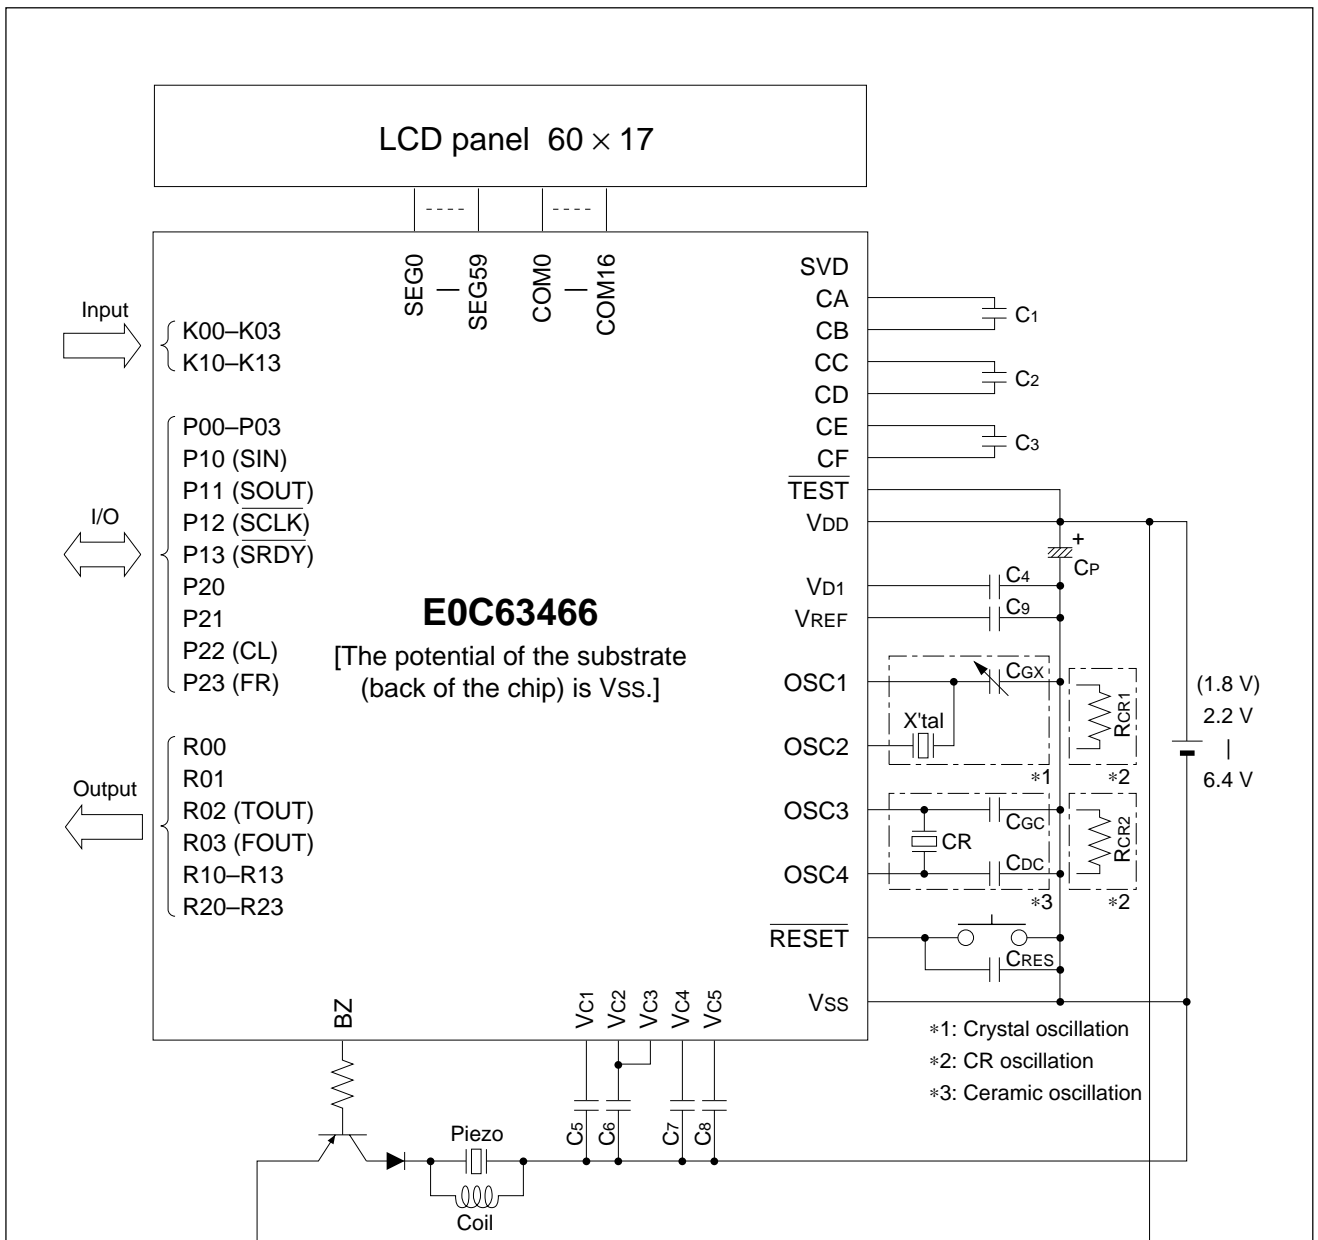 LCD panel 60 × 17
SEG0 — SEG59 COM0 — COM16
Input
K00–K03
K10–K13
I/O
P00–P03
P10 (SIN)
P11 (SOUT)
P12 (S̅C̅L̅K̅)
P13 (S̅R̅D̅Y̅)
P20
P21
P22 (CL)
P23 (FR)
Output
R00
R01
R02 (TOUT)
R03 (FOUT)
R10–R13
R20–R23
E0C63466
[The potential of the substrate
(back of the chip) is VSS.]
SVD
CA
CB
C1
CC
CD
C2
CE
CF
C3
T̅E̅S̅T̅
VDD
+
CP
VD1
C4
VREF
C9
OSC1
CGX
X'tal
OSC2
*1
RCR1
*2
OSC3
CGC
CR
OSC4
CDC
*3
RCR2
*2
(1.8 V)
2.2 V
|
6.4 V
R̅E̅S̅E̅T̅
CRES
VSS
*1: Crystal oscillation
*2: CR oscillation
*3: Ceramic oscillation
BZ
VC1 VC2 VC3 VC4 VC5
C5 C6 C7 C8
Piezo
Coil